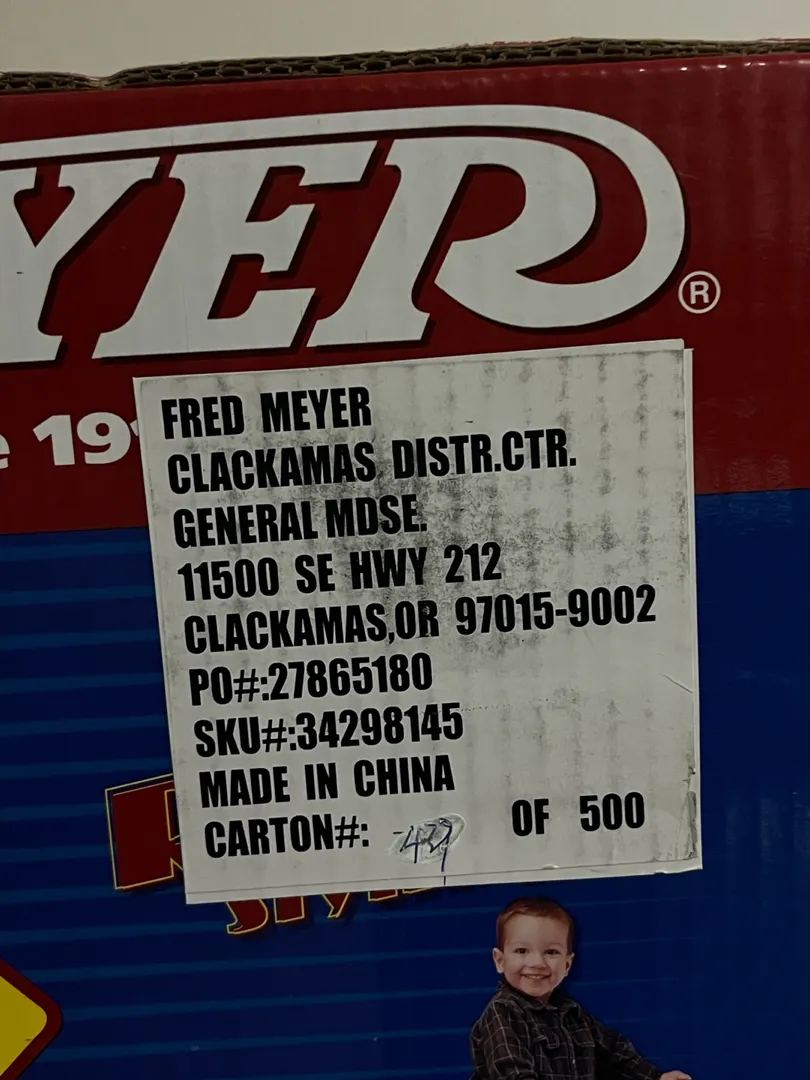 YER®
e 19
FRED MEYER
CLACKAMAS DISTR.CTR.
GENERAL MDSE.
11500 SE HWY 212
CLACKAMAS,OR 97015-9002
PO#:27865180
SKU#:34298145
MADE IN CHINA
CARTON#: OF 500